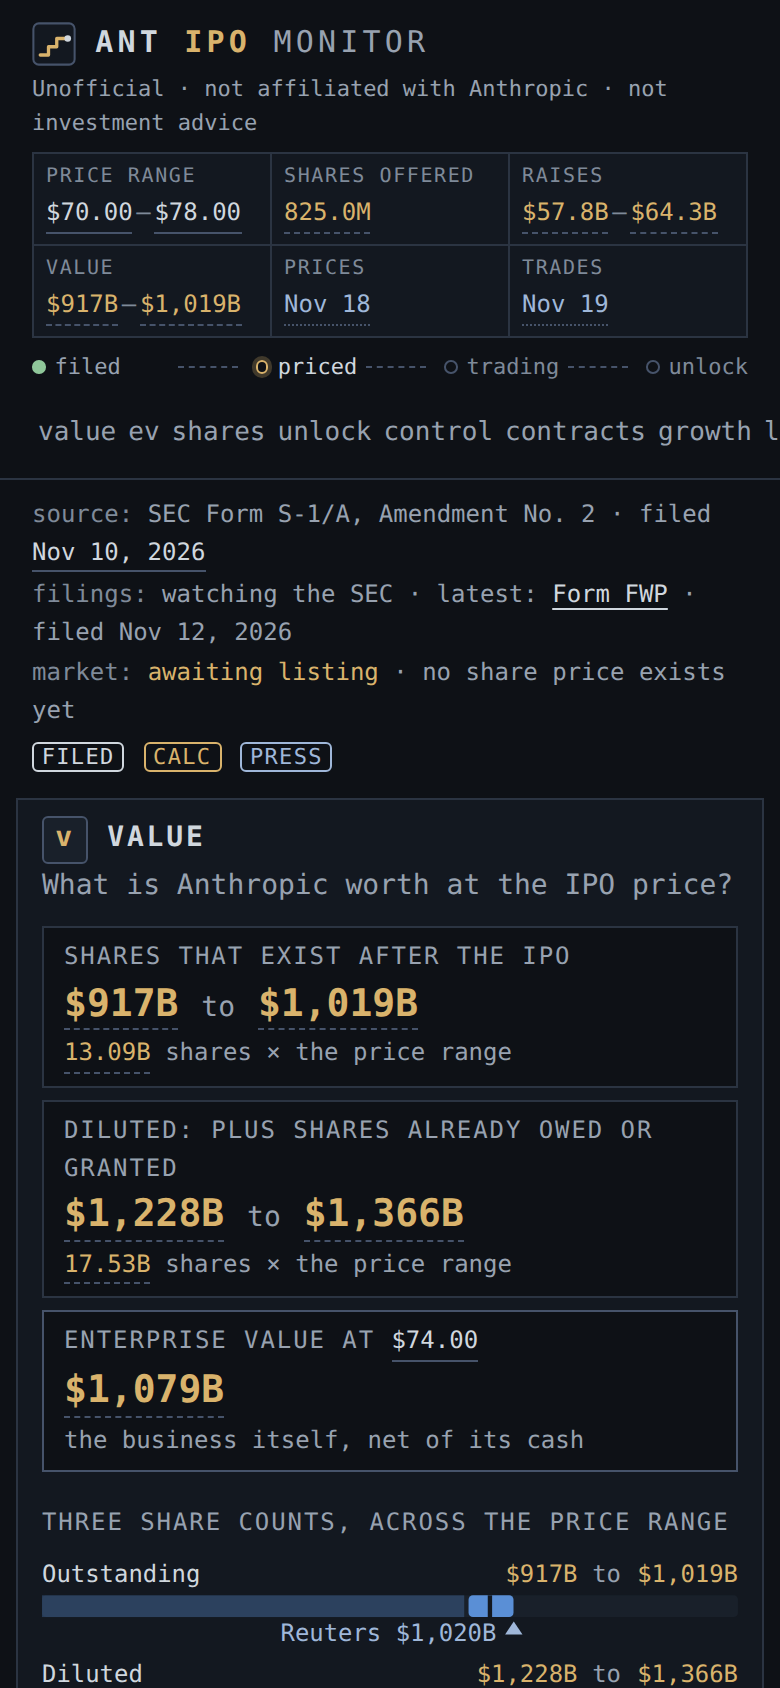 ANT IPO MONITOR
Unofficial · not affiliated with Anthropic · not
investment advice
PRICE RANGE
$70.00–$78.00
SHARES OFFERED
825.0M
RAISES
$57.8B–$64.3B
VALUE
$917B–$1,019B
PRICES
Nov 18
TRADES
Nov 19
filed priced trading unlock
value ev shares unlock control contracts growth l
source: SEC Form S-1/A, Amendment No. 2 · filed
Nov 10, 2026
filings: watching the SEC · latest: Form FWP ·
filed Nov 12, 2026
market: awaiting listing · no share price exists
yet
FILED CALC PRESS
v VALUE
What is Anthropic worth at the IPO price?
SHARES THAT EXIST AFTER THE IPO
$917B to $1,019B
13.09B shares × the price range
DILUTED: PLUS SHARES ALREADY OWED OR
GRANTED
$1,228B to $1,366B
17.53B shares × the price range
ENTERPRISE VALUE AT $74.00
$1,079B
the business itself, net of its cash
THREE SHARE COUNTS, ACROSS THE PRICE RANGE
Outstanding $917B to $1,019B
Reuters $1,020B
Diluted $1,228B to $1,366B